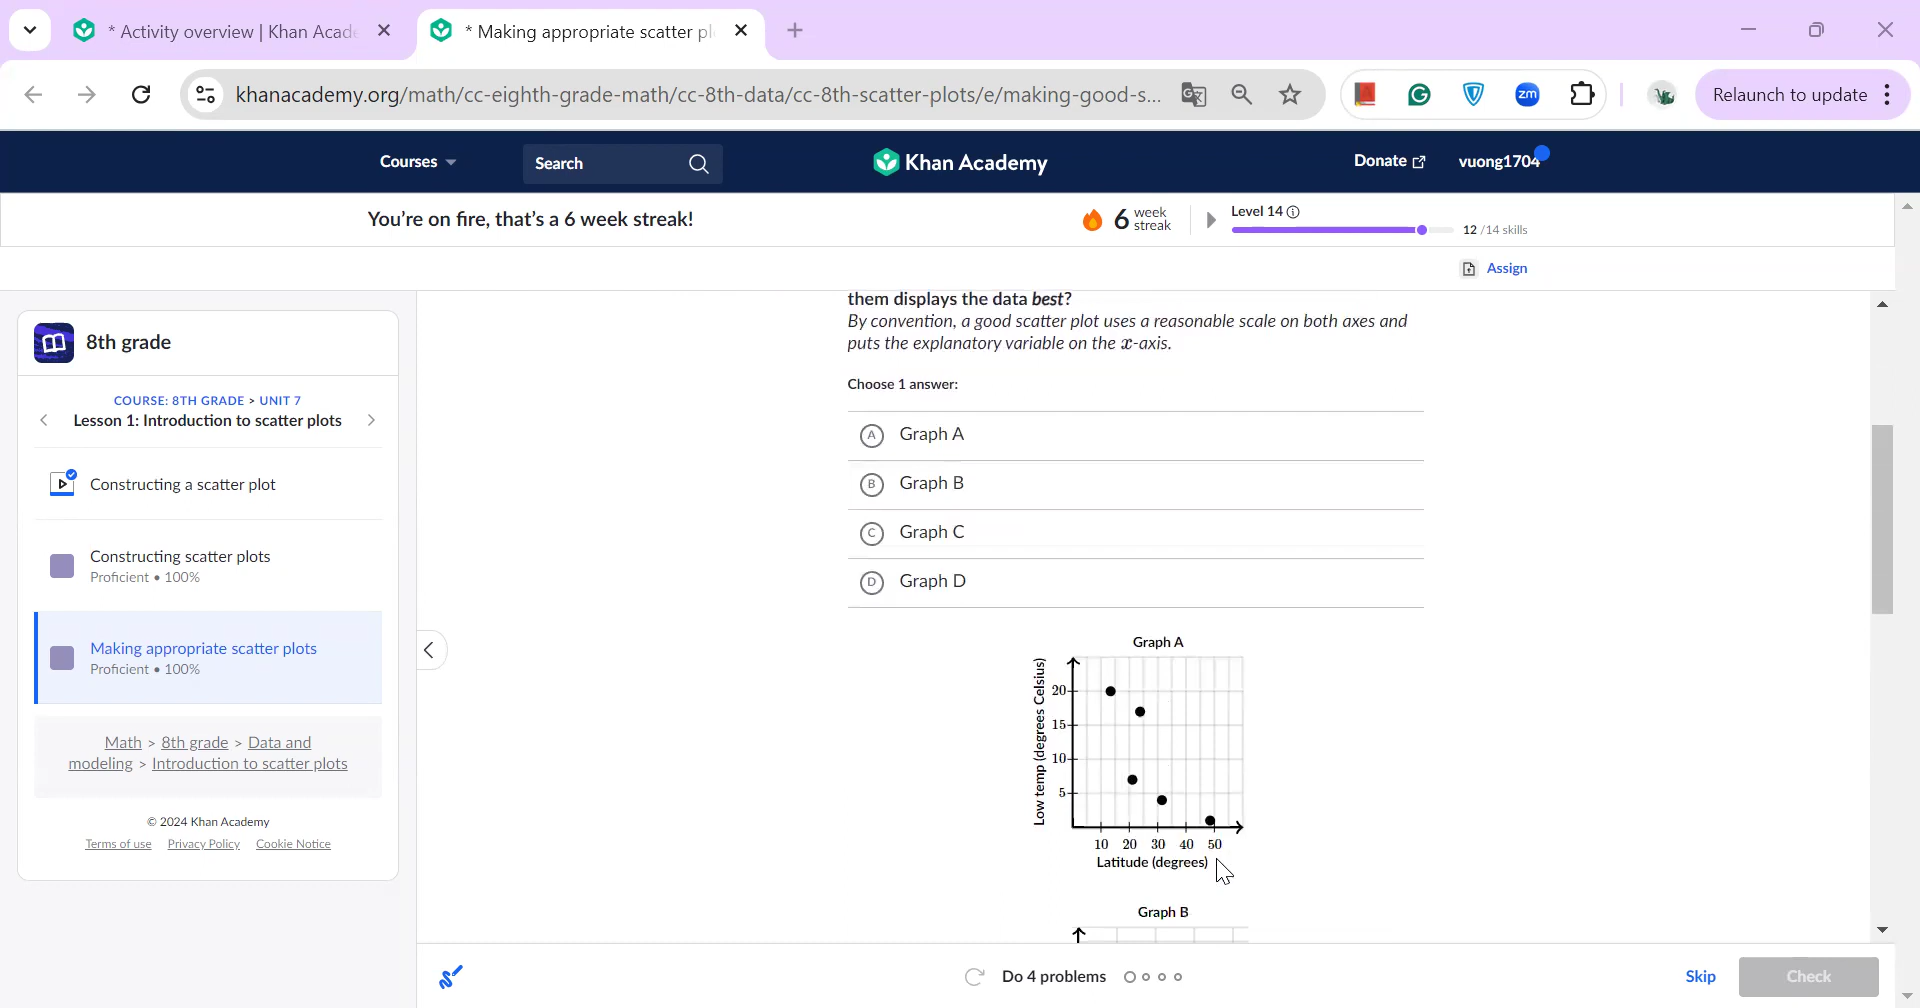 * Activity overview | Khan Acade
* Making appropriate scatter pl
khanacademy.org/math/cc-eighth-grade-math/cc-8th-data/cc-8th-scatter-plots/e/making-good-s...
zm
Relaunch to update
Courses
Search
Khan Academy
Donate
vuong1704
You're on fire, that's a 6 week streak!
6 week streak
Level 14
12 /14 skills
Assign
8th grade
COURSE: 8TH GRADE > UNIT 7
Lesson 1: Introduction to scatter plots
Constructing a scatter plot
Constructing scatter plots
Proficient • 100%
Making appropriate scatter plots
Proficient • 100%
Math > 8th grade > Data and
modeling > Introduction to scatter plots
© 2024 Khan Academy
Terms of use Privacy Policy Cookie Notice
them displays the data best?
By convention, a good scatter plot uses a reasonable scale on both axes and
puts the explanatory variable on the x-axis.
Choose 1 answer:
A Graph A
B Graph B
C Graph C
D Graph D
Graph A
Low temp (degrees Celsius)
20
15
10
5
10 20 30 40 50
Latitude (degrees)
Graph B
Do 4 problems
Skip
Check